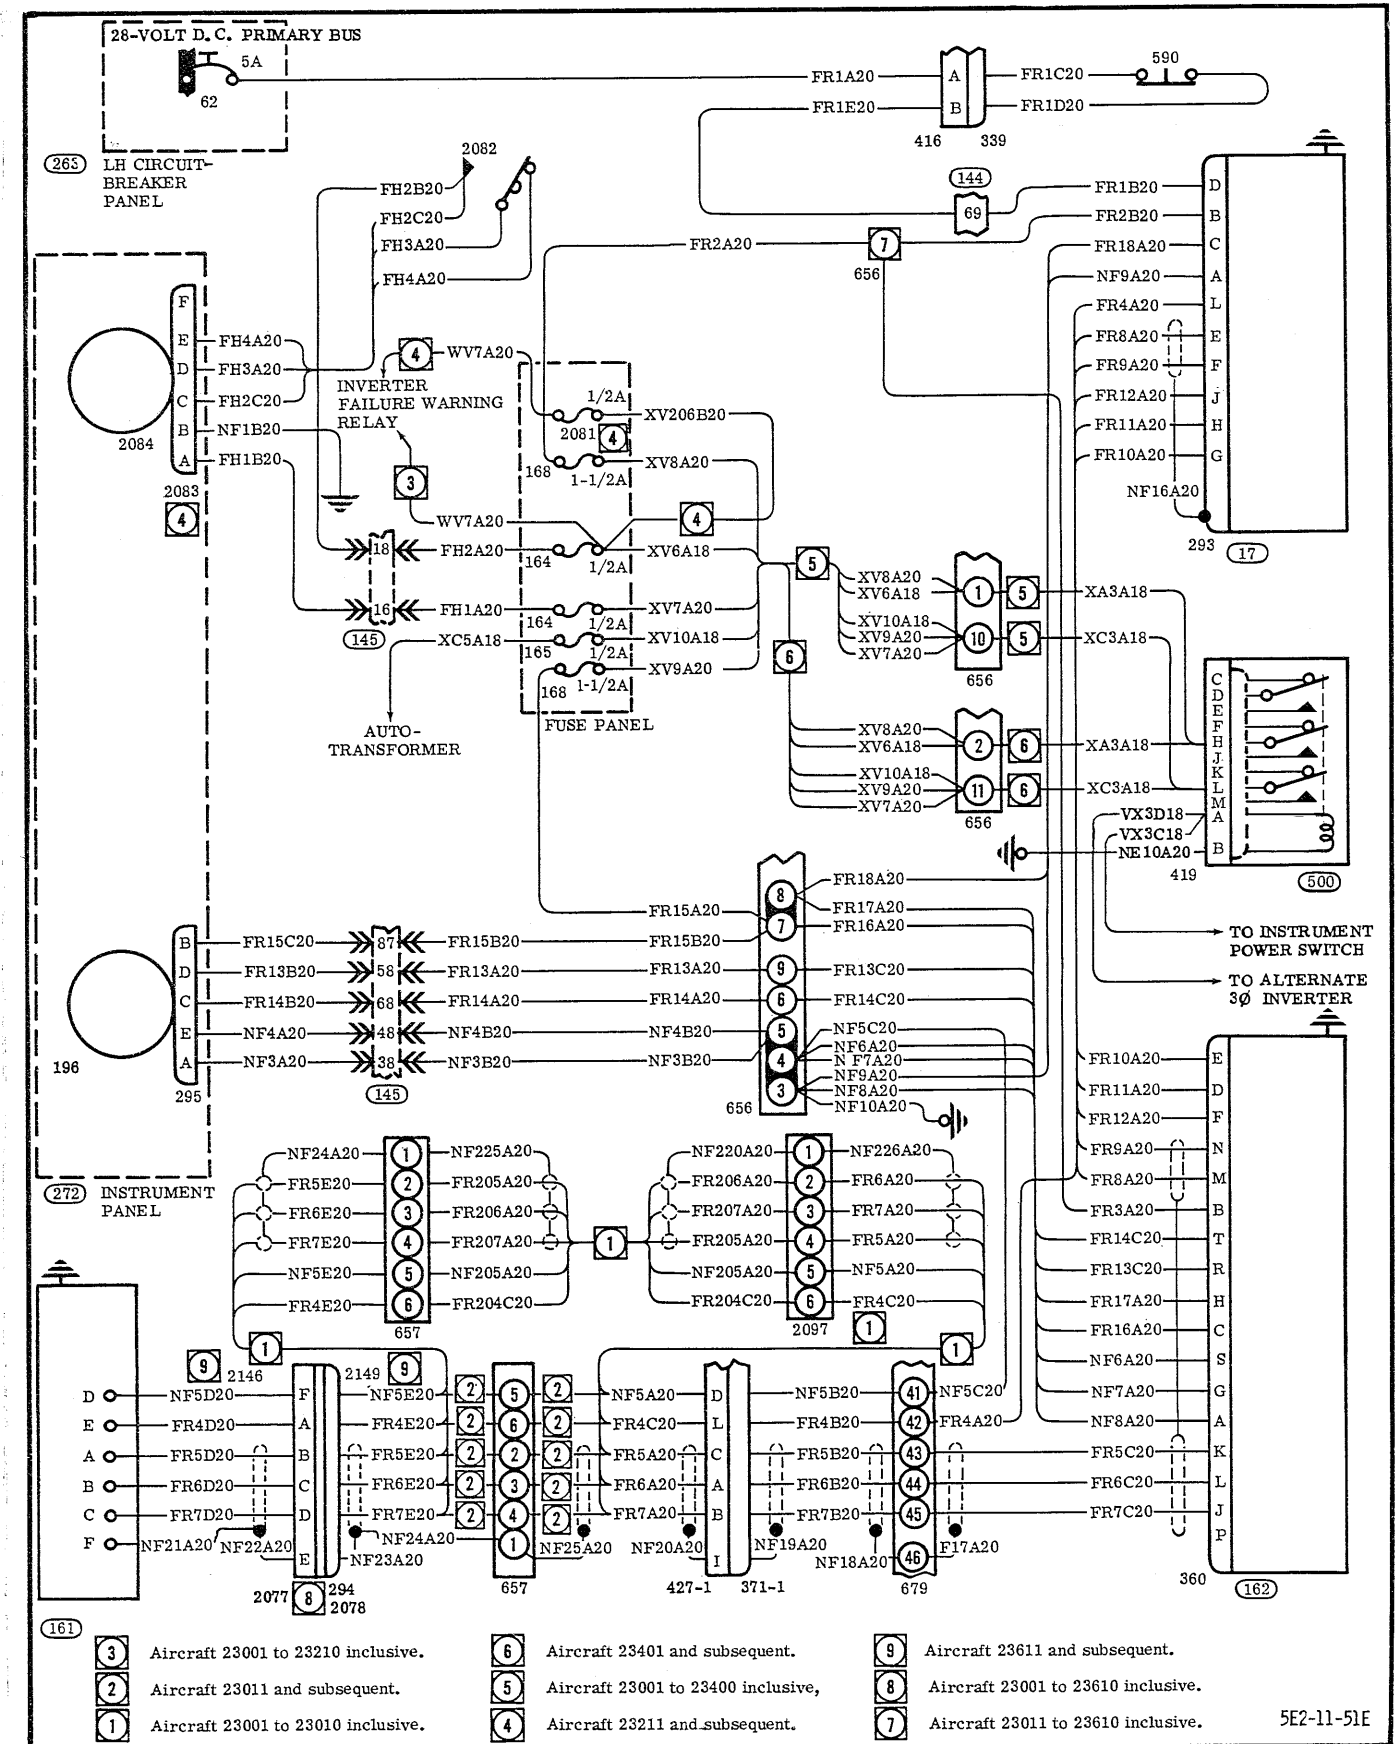 28-VOLT D.C. PRIMARY BUS
5A
62
263
LH CIRCUIT-
BREAKER
PANEL
FR1A20
A
FR1C20
590
FR1E20
B
FR1D20
416
339
2082
FH2B20
FH2C20
FH3A20
FH4A20
144
69
FR2A20
7
656
FR1B20
D
FR2B20
B
FR18A20
C
NF9A20
A
FR4A20
L
FR8A20
E
FR9A20
F
FR12A20
J
FR11A20
H
FR10A20
G
NF16A20
293
17
F
E
FH4A20
D
FH3A20
C
FH2C20
B
NF1B20
A
FH1B20
2084
2083
4
4
WV7A20
INVERTER
FAILURE WARNING
RELAY
3
WV7A20
1/2A
XV206B20
2081
4
168
XV8A20
1-1/2A
4
18
FH2A20
164
XV6A18
1/2A
16
FH1A20
164
XV7A20
1/2A
145
XC5A18
165
XV10A18
1/2A
168
XV9A20
1-1/2A
FUSE PANEL
AUTO-
TRANSFORMER
5
XV8A20
XV6A18
1
5
XA3A18
XV10A18
XV9A20
10
5
XC3A18
XV7A20
656
6
XV8A20
XV6A18
2
6
XA3A18
XV10A18
XV9A20
11
6
XC3A18
XV7A20
656
C
D
E
F
H
J
K
L
M
A
B
VX3D18
VX3C18
NE10A20
419
500
TO INSTRUMENT
POWER SWITCH
TO ALTERNATE
3Ø INVERTER
FR15A20
8
FR18A20
FR17A20
7
FR16A20
B
FR15C20
87
FR15B20
FR15B20
D
FR13B20
58
FR13A20
FR13A20
9
FR13C20
C
FR14B20
68
FR14A20
FR14A20
6
FR14C20
E
NF4A20
48
NF4B20
NF4B20
5
NF5C20
NF6A20
A
NF3A20
38
NF3B20
NF3B20
4
NF7A20
NF9A20
3
NF8A20
NF10A20
196
295
145
656
272
INSTRUMENT
PANEL
NF24A20
1
NF225A20
NF220A20
1
NF226A20
FR5E20
2
FR205A20
FR206A20
2
FR6A20
FR6E20
3
FR206A20
FR207A20
3
FR7A20
FR7E20
4
FR207A20
1
FR205A20
4
FR5A20
NF5E20
5
NF205A20
NF205A20
5
NF5A20
FR4E20
6
FR204C20
FR204C20
6
FR4C20
657
2097
1
1
1
FR10A20
E
FR11A20
D
FR12A20
F
FR9A20
N
FR8A20
M
FR3A20
B
FR14C20
T
FR13C20
R
FR17A20
H
FR16A20
C
NF6A20
S
NF7A20
G
NF8A20
A
FR5C20
K
FR6C20
L
FR7C20
J
P
360
162
9
2146
2149
9
D
NF5D20
F
NF5E20
2
5
2
NF5A20
D
NF5B20
41
NF5C20
E
FR4D20
A
FR4E20
2
6
2
FR4C20
L
FR4B20
42
FR4A20
A
FR5D20
B
FR5E20
2
2
2
FR5A20
C
FR5B20
43
B
FR6D20
C
FR6E20
2
3
2
FR6A20
A
FR6B20
44
C
FR7D20
D
FR7E20
2
4
2
FR7A20
B
FR7B20
45
F
NF21A20
NF22A20
E
NF24A20
NF23A20
1
NF25A20
NF20A20
I
NF19A20
NF18A20
46
F17A20
161
2077
8
294
2078
657
427-1
371-1
679
3 Aircraft 23001 to 23210 inclusive.
6 Aircraft 23401 and subsequent.
9 Aircraft 23611 and subsequent.
2 Aircraft 23011 and subsequent.
5 Aircraft 23001 to 23400 inclusive,
8 Aircraft 23001 to 23610 inclusive.
1 Aircraft 23001 to 23010 inclusive.
4 Aircraft 23211 and subsequent.
7 Aircraft 23011 to 23610 inclusive.
5E2-11-51E